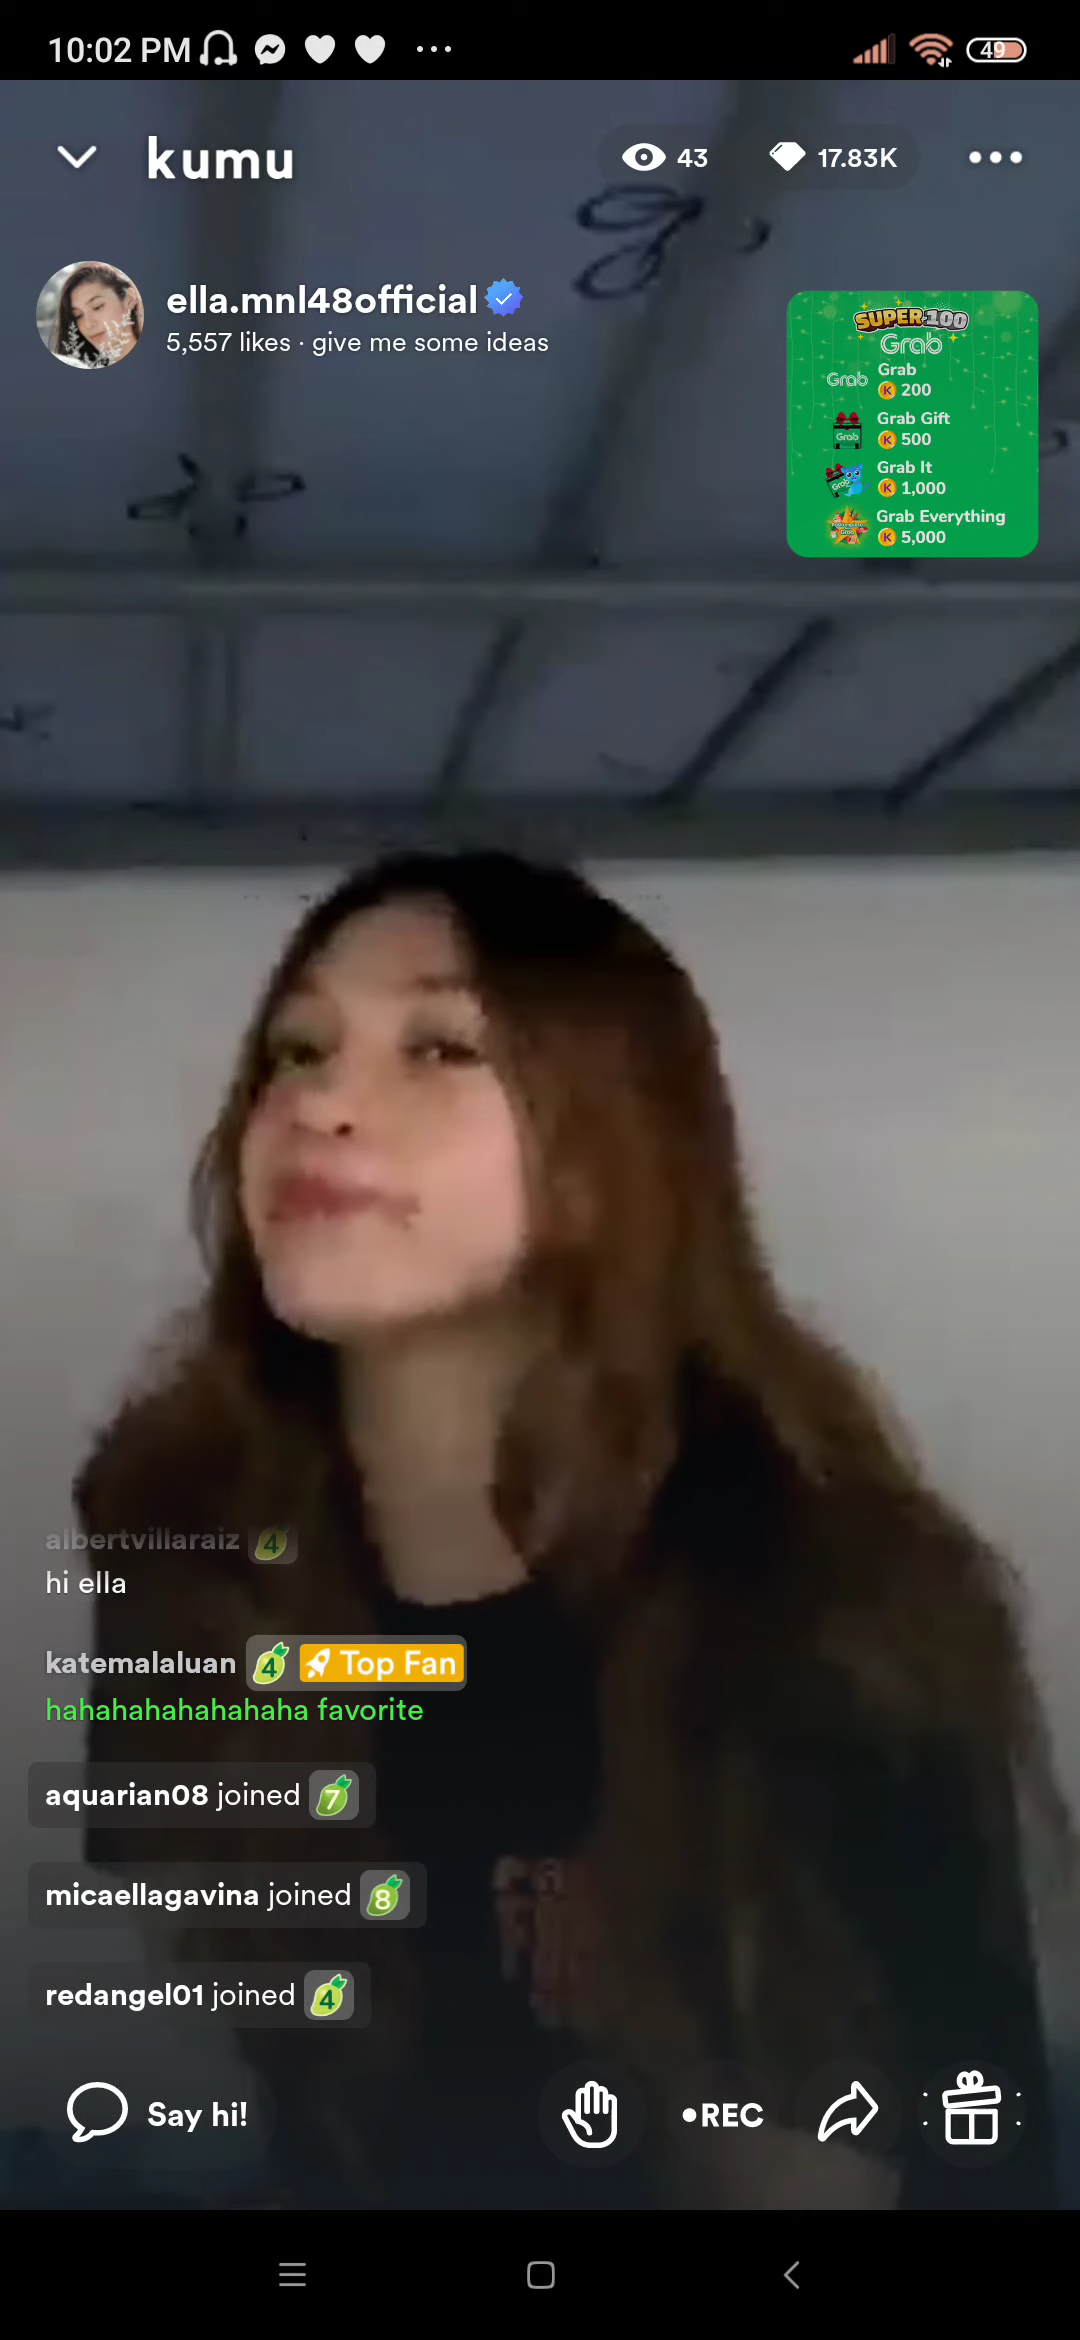 10:02 PM
49
kumu
43
17.83K
ella.mnl48official
5,557 likes · give me some ideas
SUPER 100
Grab
Grab
Grab
K 200
Grab
Grab Gift
K 500
Grab It
K 1,000
Grab Everything
K 5,000
albertvillaraiz 4
hi ella
katemalaluan 4 Top Fan
hahahahahahahaha favorite
aquarian08 joined 7
micaellagavina joined 8
redangel01 joined 4
Say hi!
•REC